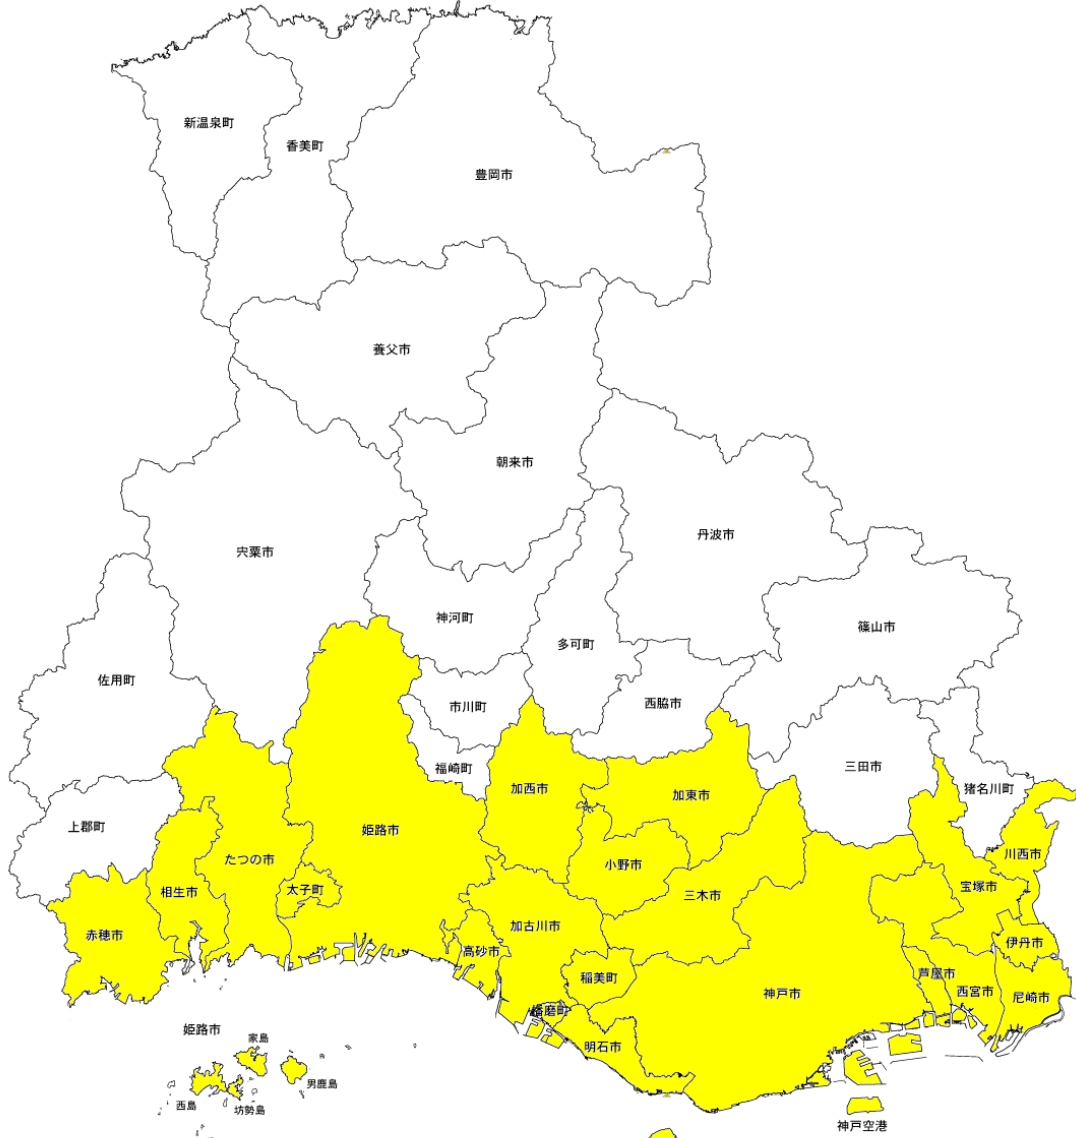 新温泉町
香美町
豊岡市
養父市
朝来市
丹波市
宍粟市
神河町
多可町
篠山市
佐用町
市川町
西脇市
福崎町
三田市
猪名川町
加西市
加東市
上郡町
姫路市
たつの市
小野市
川西市
相生市
太子町
三木市
宝塚市
赤穂市
加古川市
高砂市
伊丹市
稲美町
芦屋市
神戸市
西宮市
尼崎市
播磨町
明石市
姫路市
家島
男鹿島
西島
坊勢島
神戸空港